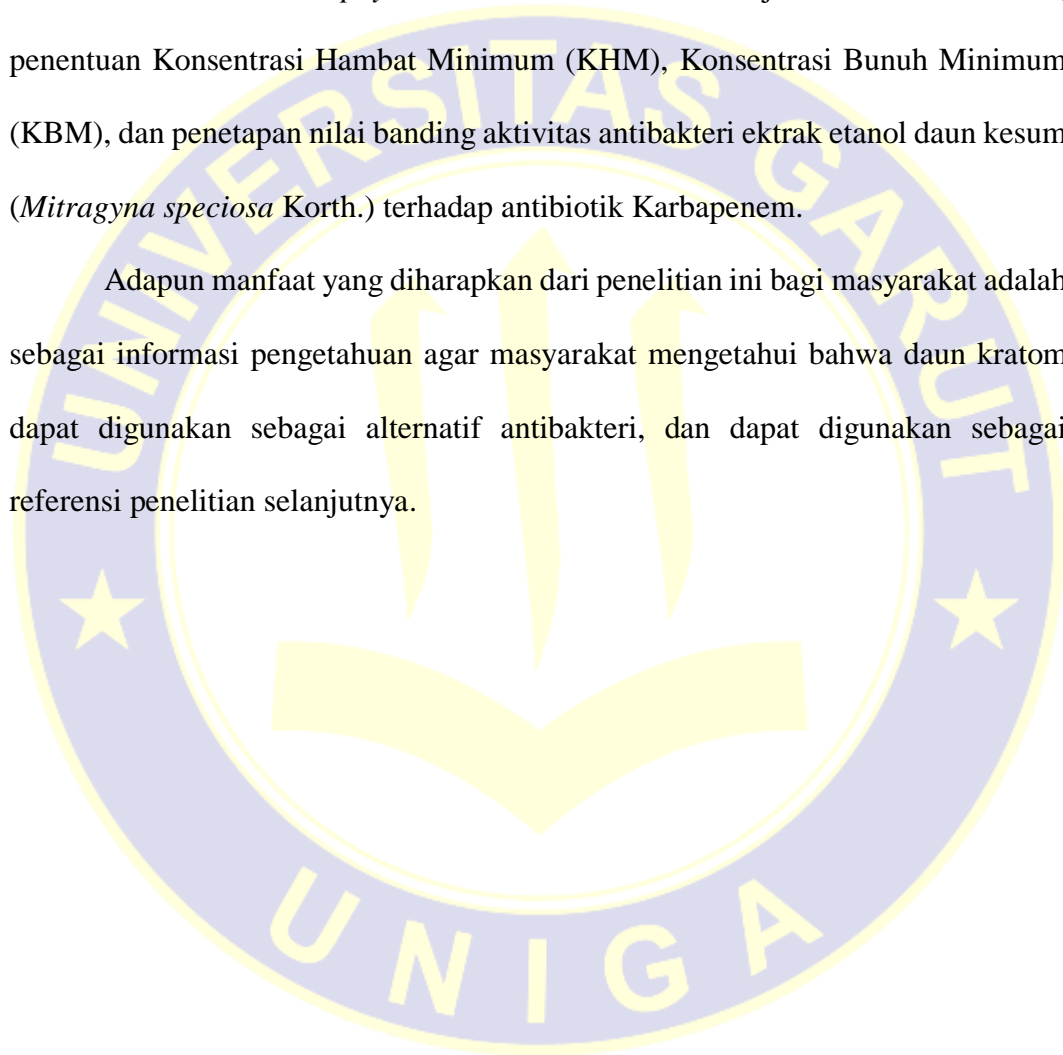 penentuan Konsentrasi Hambat Minimum (KHM), Konsentrasi Bunuh Minimum
(KBM), dan penetapan nilai banding aktivitas antibakteri ektrak etanol daun kesum
(Mitragyna speciosa Korth.) terhadap antibiotik Karbapenem.
Adapun manfaat yang diharapkan dari penelitian ini bagi masyarakat adalah
sebagai informasi pengetahuan agar masyarakat mengetahui bahwa daun kratom
dapat digunakan sebagai alternatif antibakteri, dan dapat digunakan sebagai
referensi penelitian selanjutnya.
UNIVERSITAS GARUT
UNIGA